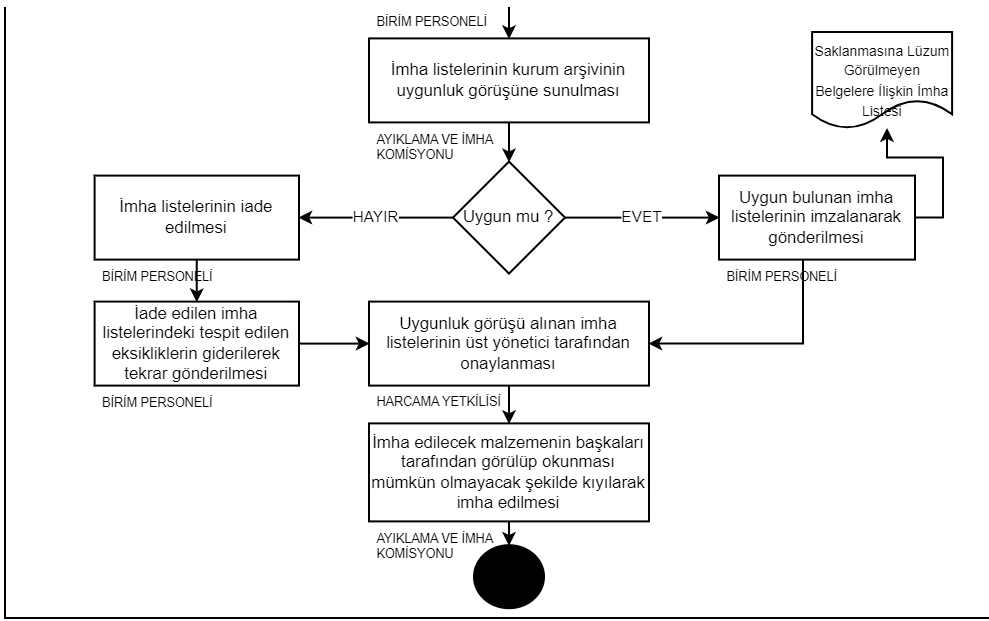 BİRİM PERSONELİ
İmha listelerinin kurum arşivinin
uygunluk görüşüne sunulması
AYIKLAMA VE İMHA
KOMİSYONU
Saklanmasına Lüzum
Görülmeyen
Belgelere İlişkin İmha
Listesi
İmha listelerinin iade
edilmesi
HAYIR
Uygun mu ?
EVET
Uygun bulunan imha
listelerinin imzalanarak
gönderilmesi
BİRİM PERSONELİ
BİRİM PERSONELİ
İade edilen imha
listelerindeki tespit edilen
eksikliklerin giderilerek
tekrar gönderilmesi
Uygunluk görüşü alınan imha
listelerinin üst yönetici tarafından
onaylanması
BİRİM PERSONELİ
HARCAMA YETKİLİSİ
İmha edilecek malzemenin başkaları
tarafından görülüp okunması
mümkün olmayacak şekilde kıyılarak
imha edilmesi
AYIKLAMA VE İMHA
KOMİSYONU